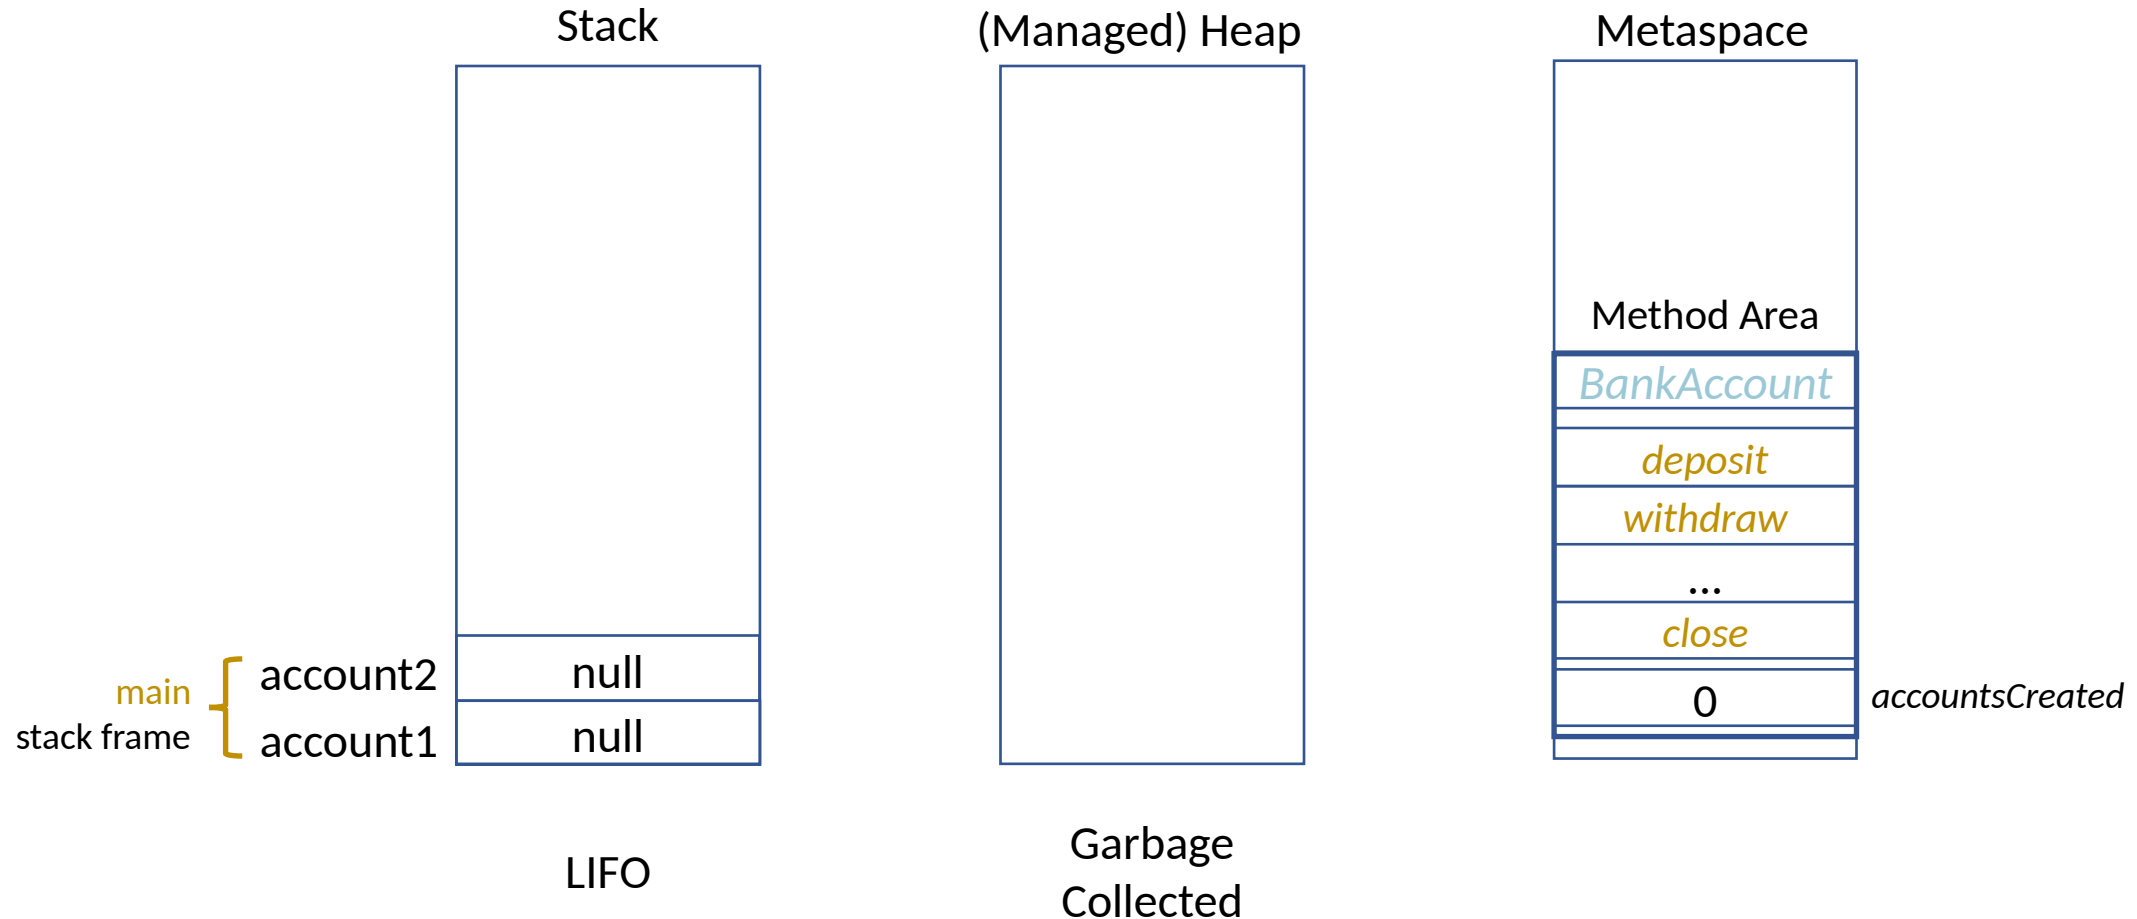 Stack
(Managed) Heap
Metaspace
Method Area
BankAccount
deposit
withdraw
...
close
account2
null
main
0
accountsCreated
stack frame
account1
null
LIFO
Garbage
Collected